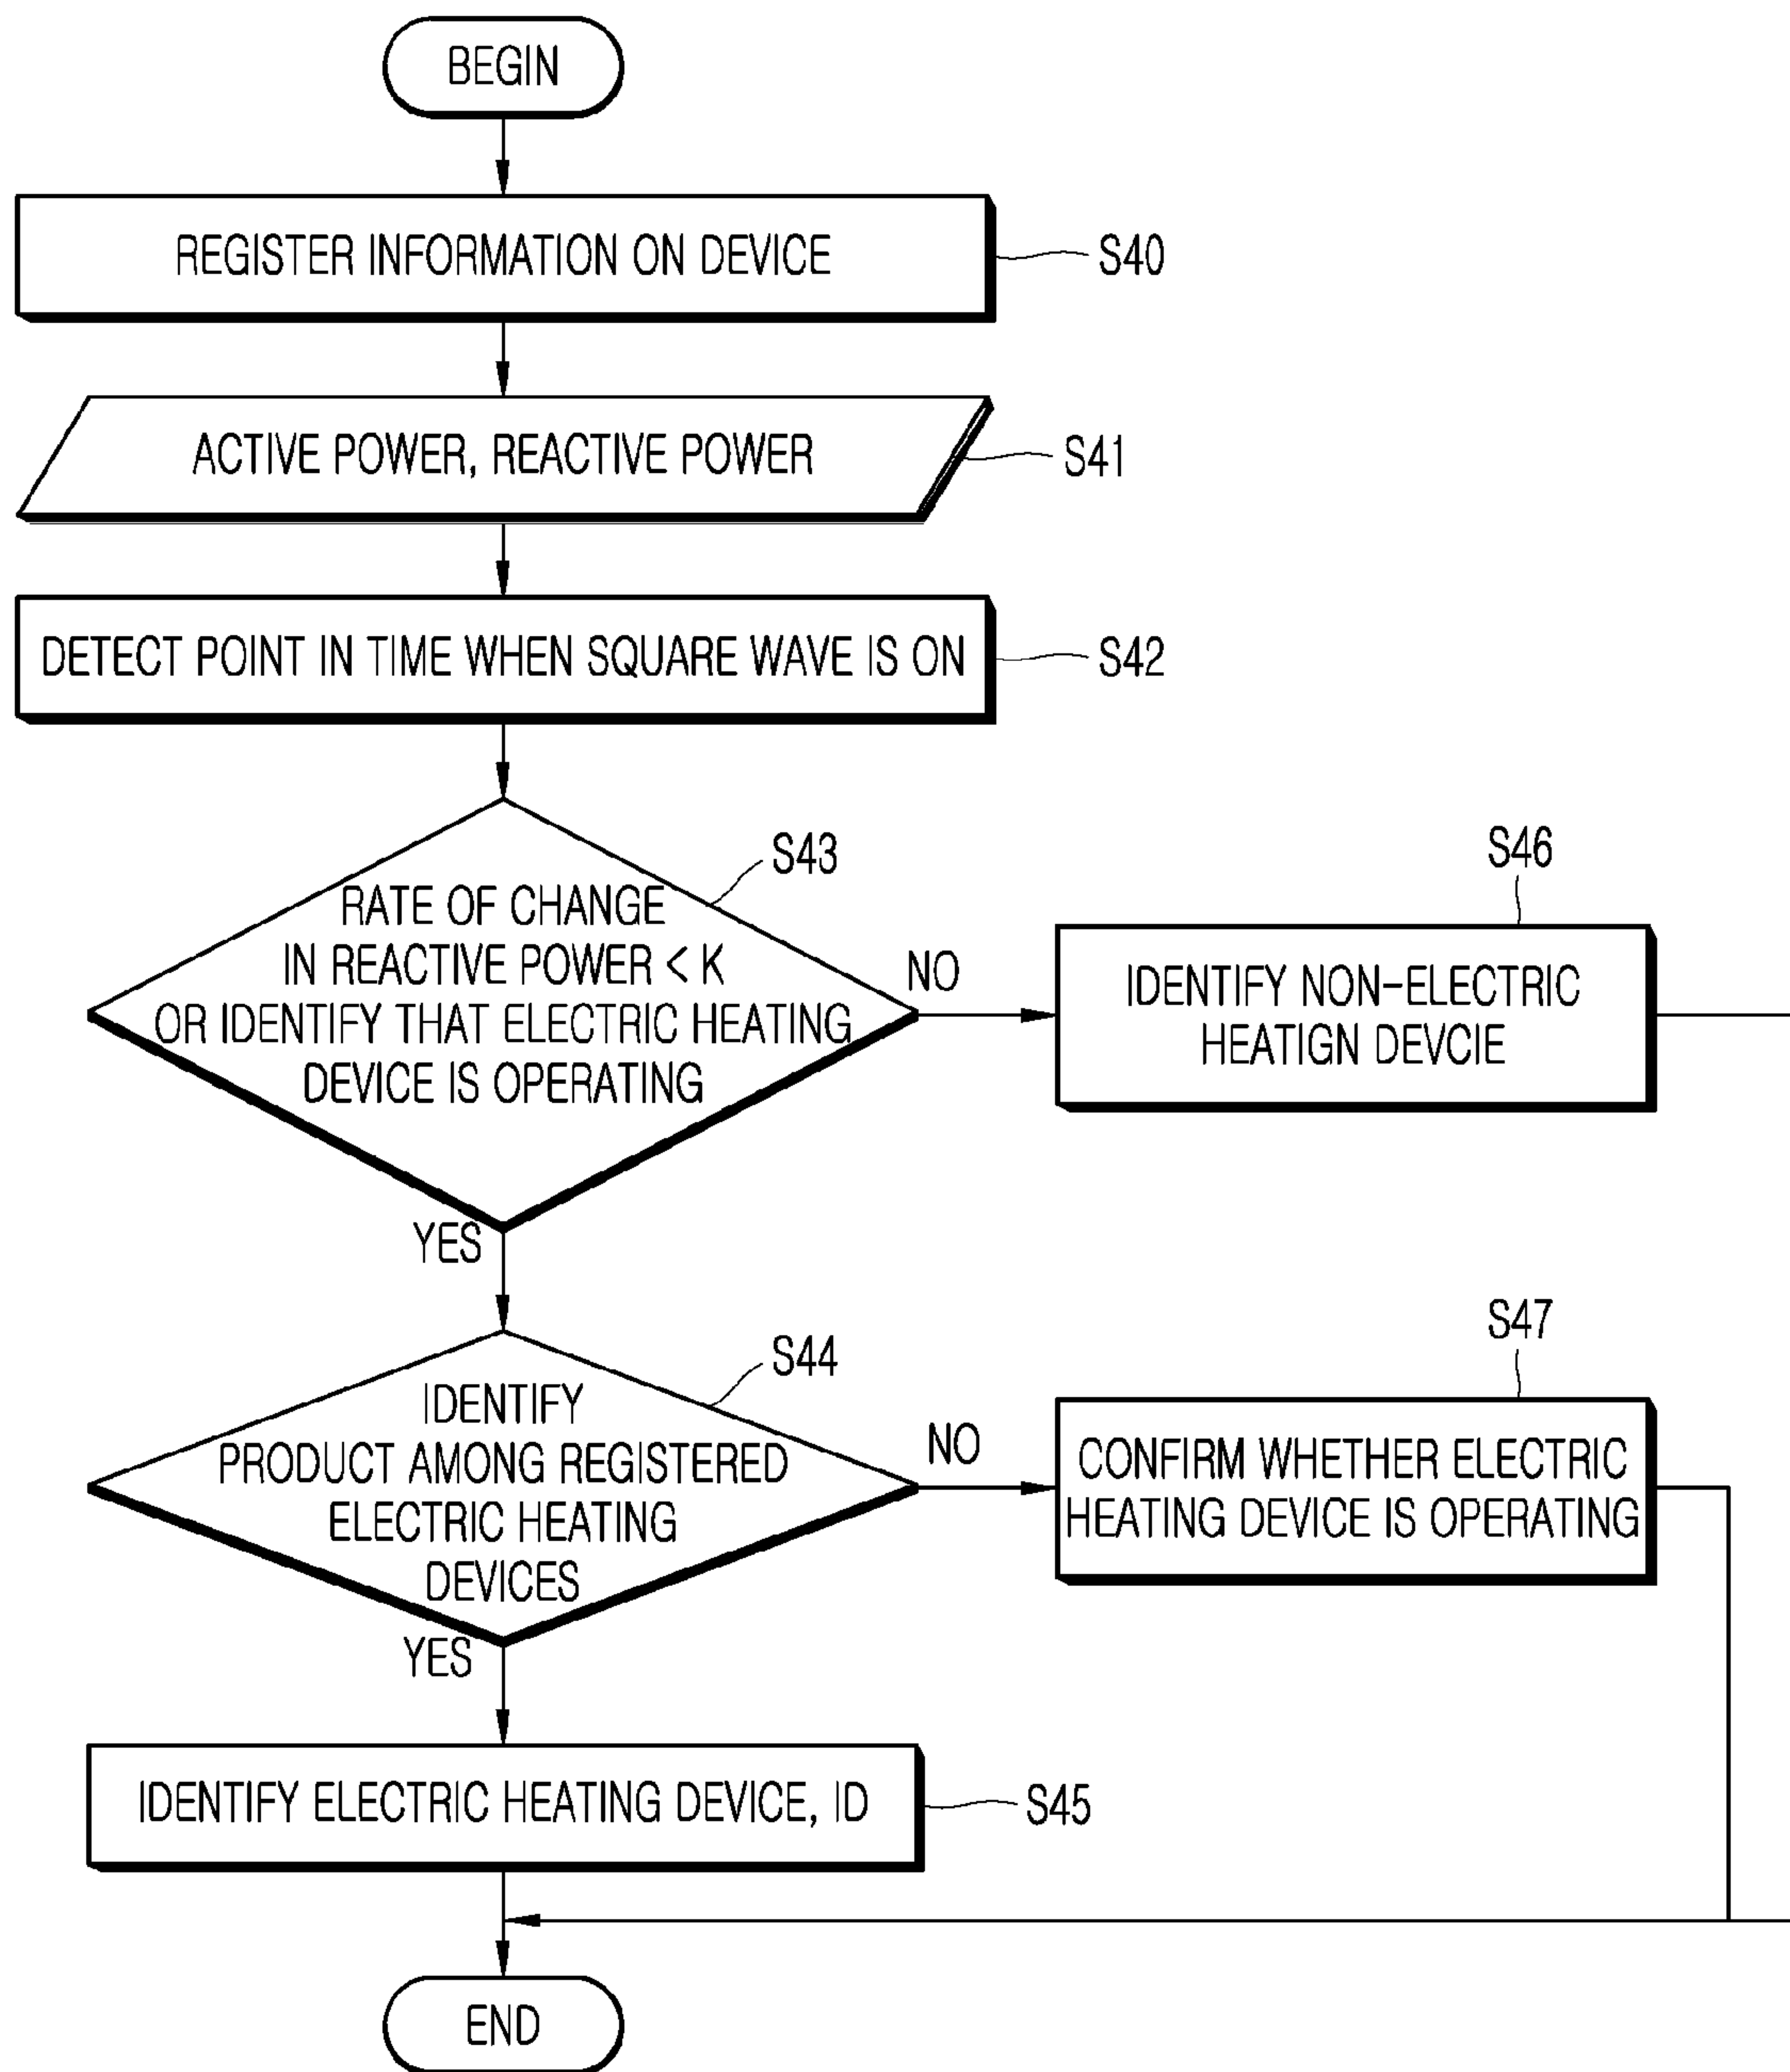 BEGIN
REGISTER INFORMATION ON DEVICE
S40
ACTIVE POWER, REACTIVE POWER
S41
DETECT POINT IN TIME WHEN SQUARE WAVE IS ON
S42
S43
RATE OF CHANGE
IN REACTIVE POWER < K
OR IDENTIFY THAT ELECTRIC HEATING
DEVICE IS OPERATING
NO
S46
IDENTIFY NON-ELECTRIC
HEATIGN DEVCIE
YES
S44
IDENTIFY
PRODUCT AMONG REGISTERED
ELECTRIC HEATING
DEVICES
NO
S47
CONFIRM WHETHER ELECTRIC
HEATING DEVICE IS OPERATING
YES
IDENTIFY ELECTRIC HEATING DEVICE, ID
S45
END